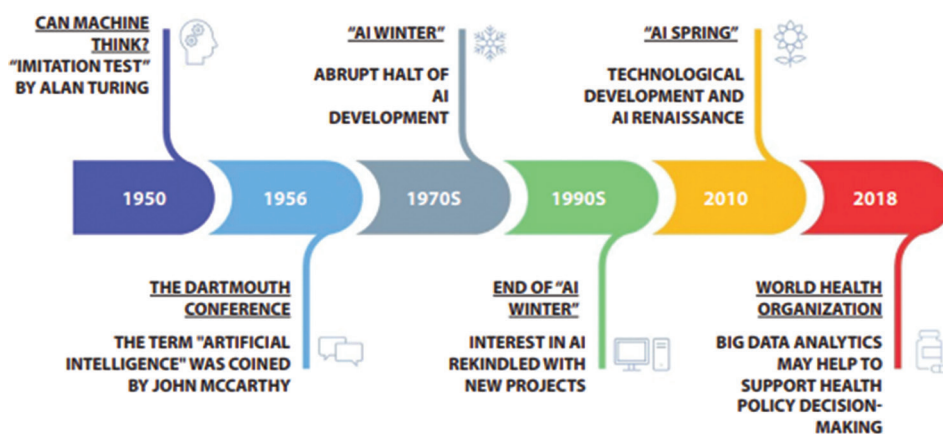 CAN MACHINE
THINK?
"IMITATION TEST"
BY ALAN TURING
"AI WINTER"
ABRUPT HALT OF
AI
DEVELOPMENT
"AI SPRING"
TECHNOLOGICAL
DEVELOPMENT AND
AI RENAISSANCE
1950
1956
1970S
1990S
2010
2018
THE DARTMOUTH
CONFERENCE
THE TERM "ARTIFICIAL
INTELLIGENCE" WAS COINED
BY JOHN MCCARTHY
END OF "AI
WINTER"
INTEREST IN AI
REKINDLED WITH
NEW PROJECTS
WORLD HEALTH
ORGANIZATION
BIG DATA ANALYTICS
MAY HELP TO
SUPPORT HEALTH
POLICY DECISION-
MAKING